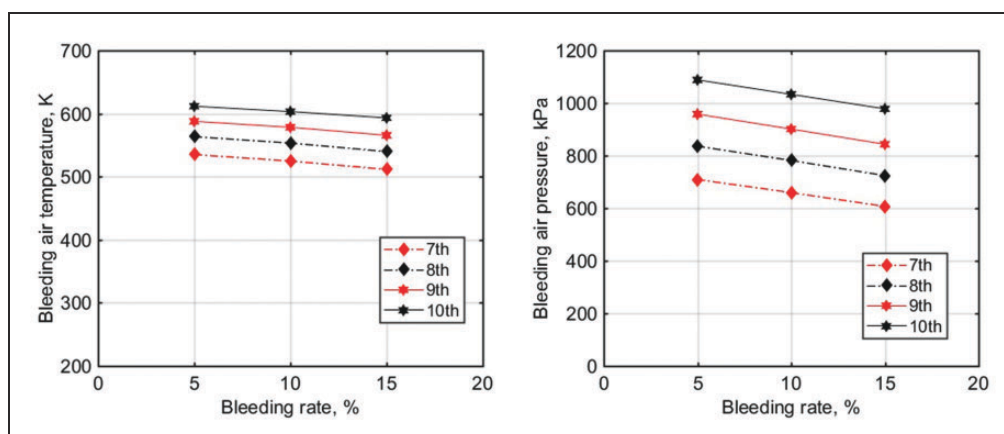 700
600
500
400
300
200
0
5
10
15
20
Bleeding air temperature, K
Bleeding rate, %
7th
8th
9th
10th
1200
1000
800
600
400
200
0
0
5
10
15
20
Bleeding air pressure, kPa
Bleeding rate, %
7th
8th
9th
10th